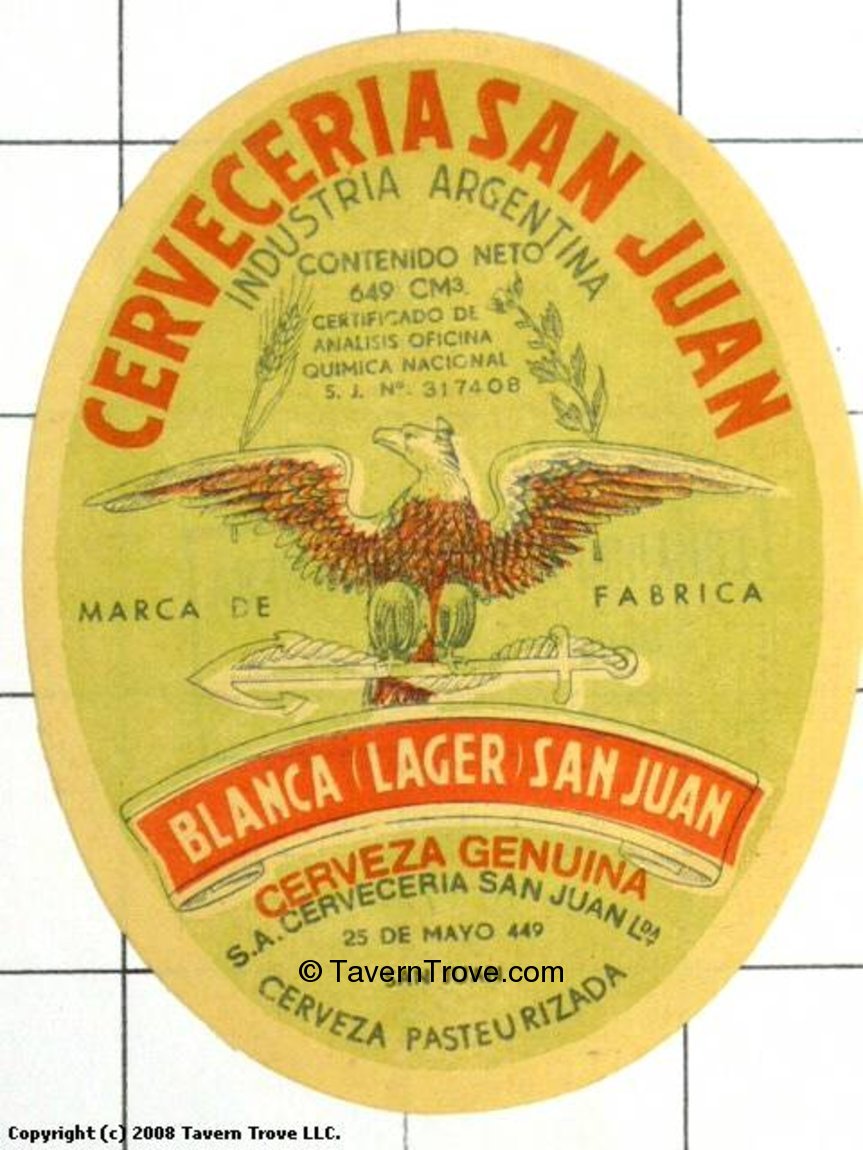 CERVECERIA SAN JUAN
INDUSTRIA ARGENTINA
CONTENIDO NETO
649 CM3.
CERTIFICADO DE
ANALISIS OFICINA
QUIMICA NACIONAL
S. J. Nº. 317408
MARCA DE FABRICA
BLANCA (LAGER) SAN JUAN
CERVEZA GENUINA
S.A. CERVECERIA SAN JUAN LDA.
25 DE MAYO 449
© TavernTrove.com
SAN JUAN
CERVEZA PASTEURIZADA
Copyright (c) 2008 Tavern Trove LLC.